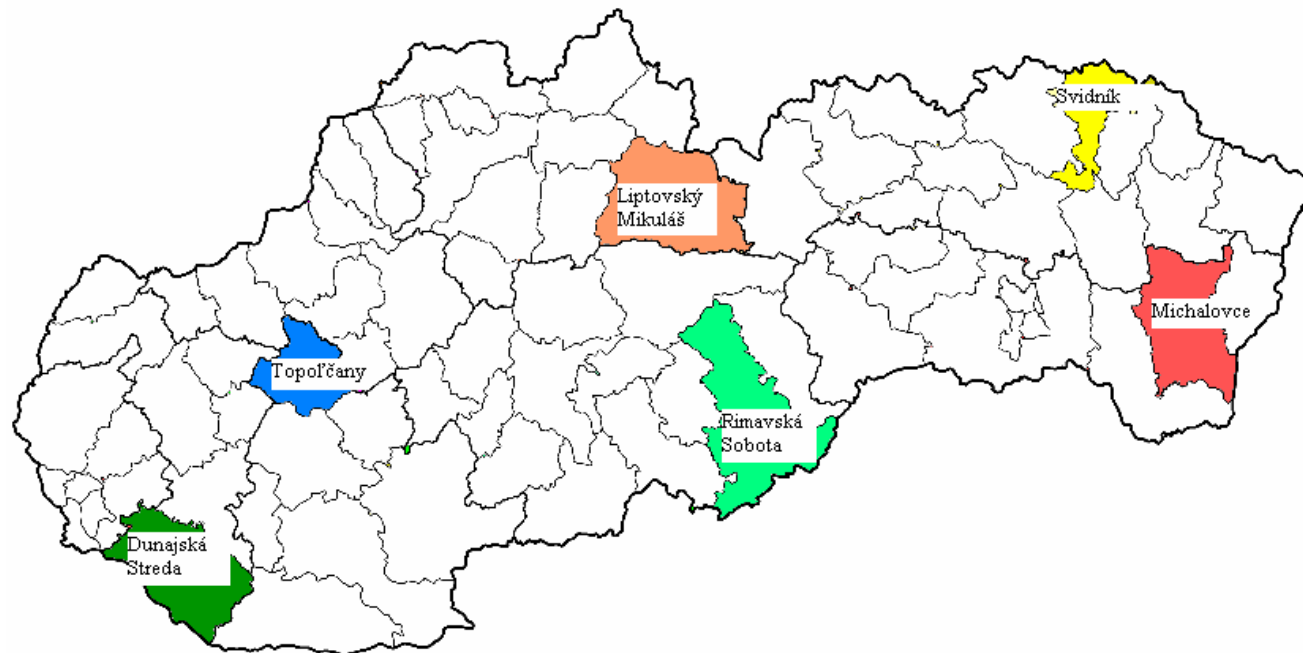 Svidník
Liptovský
Mikuláš
Michalovce
Topoľčany
Rimavská
Sobota
Dunajská
Streda